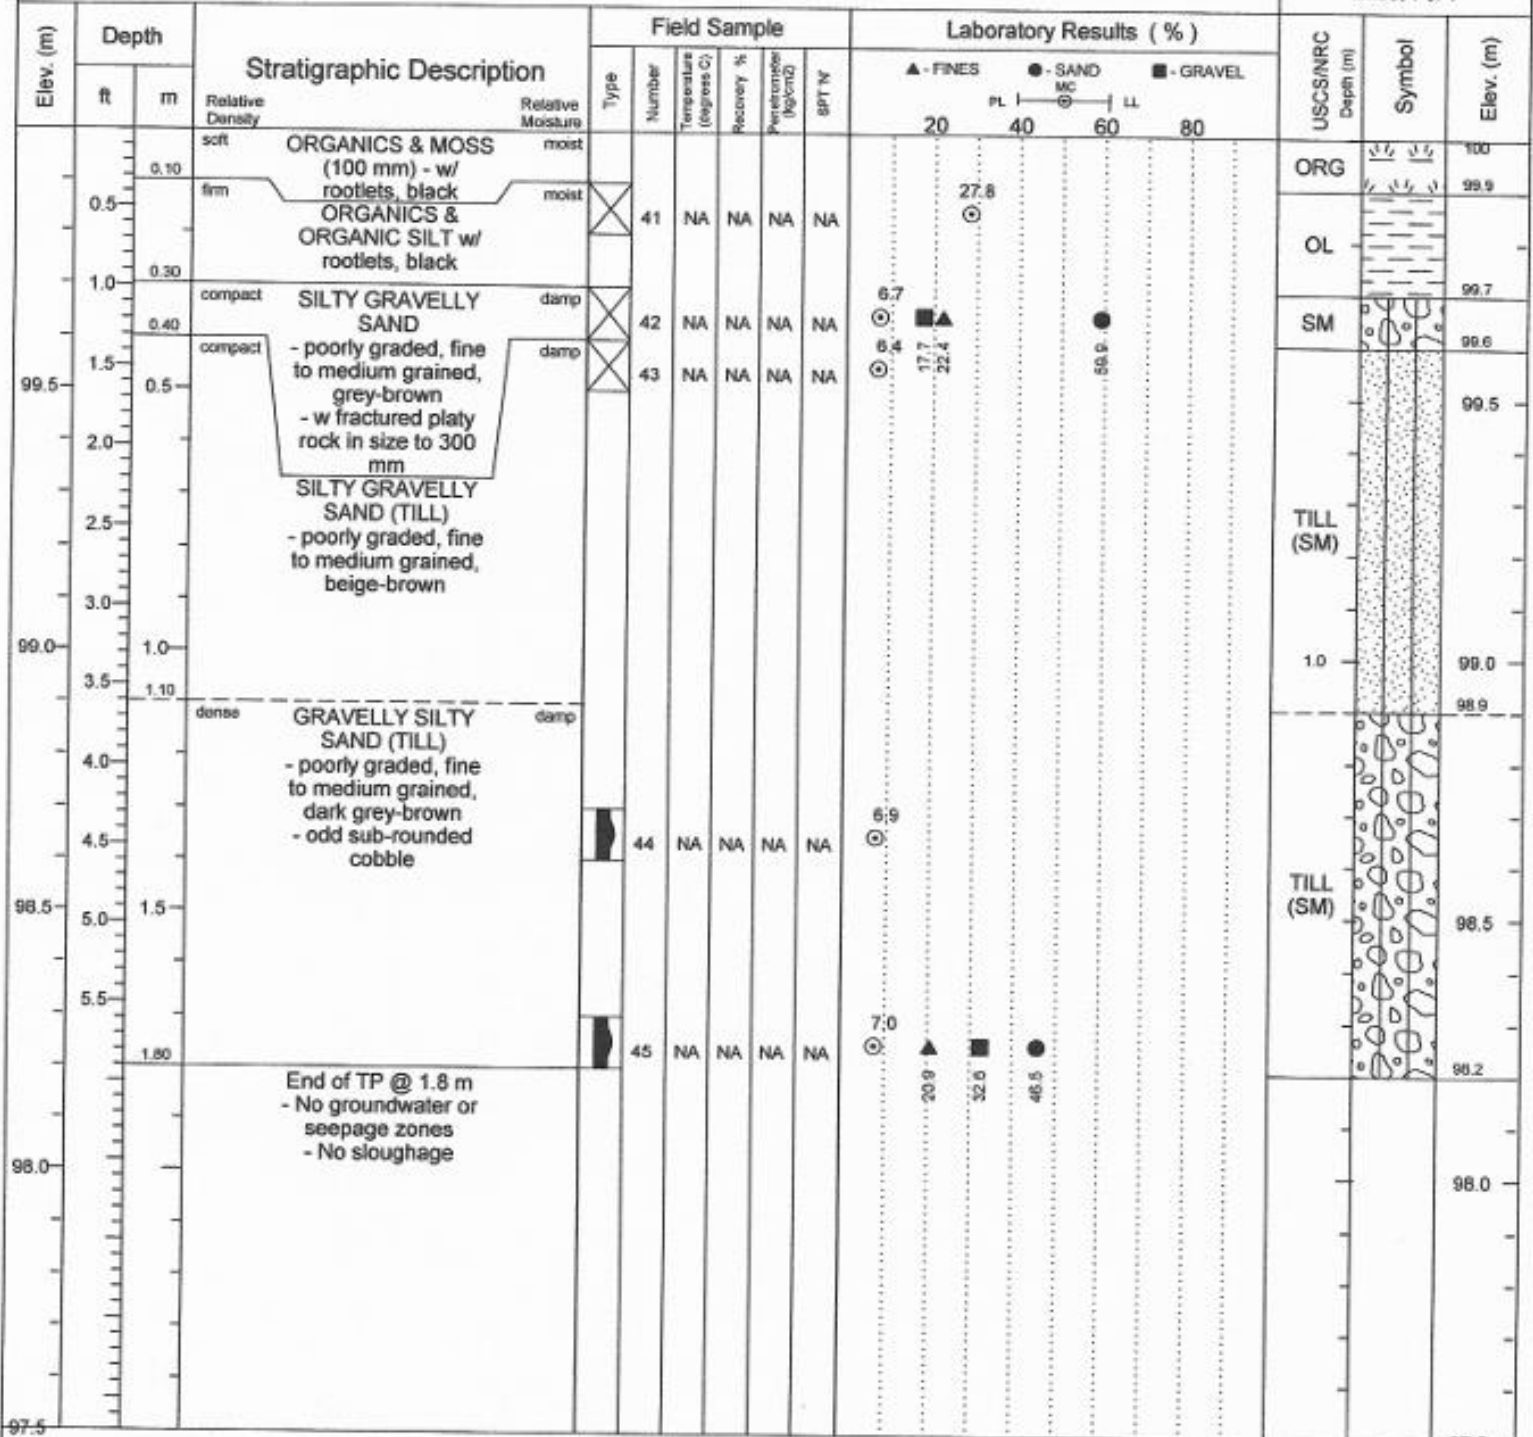 Elev. (m)
Depth
ft
m
Stratigraphic Description
Relative
Density
Relative
Moisture
Field Sample
Type
Number
Temperature
(degrees C)
Recovery %
Penetrometer
(kg/cm2)
SPT 'N'
Laboratory Results ( % )
▲ - FINES
● - SAND
■ - GRAVEL
MC
PL
LL
20 40 60 80
USCS/NRC
Depth (m)
Symbol
Elev. (m)
soft
ORGANICS & MOSS
moist
(100 mm) - w/
rootlets, black
0.10
firm
moist
ORGANICS &
ORGANIC SILT w/
rootlets, black
0.5
41 NA NA NA NA
27.8
0.30
1.0
compact
SILTY GRAVELLY
damp
SAND
- poorly graded, fine
to medium grained,
grey-brown
- w fractured platy
rock in size to 300
mm
0.40
42 NA NA NA NA
6.7
17.7
22.4
59.9
compact
damp
1.5
43 NA NA NA NA
6.4
99.5
0.5
2.0
SILTY GRAVELLY
SAND (TILL)
- poorly graded, fine
to medium grained,
beige-brown
2.5
3.0
99.0
1.0
3.5
1.10
dense
GRAVELLY SILTY
damp
SAND (TILL)
- poorly graded, fine
to medium grained,
dark grey-brown
- odd sub-rounded
cobble
4.0
4.5
44 NA NA NA NA
6.9
98.5
1.5
5.0
5.5
45 NA NA NA NA
7.0
20.9
32.6
46.5
1.80
End of TP @ 1.8 m
- No groundwater or
seepage zones
- No sloughage
98.0
97.5
ORG
100
99.9
OL
99.7
SM
99.6
99.5
TILL
(SM)
1.0
99.0
98.9
TILL
(SM)
98.5
98.2
98.0